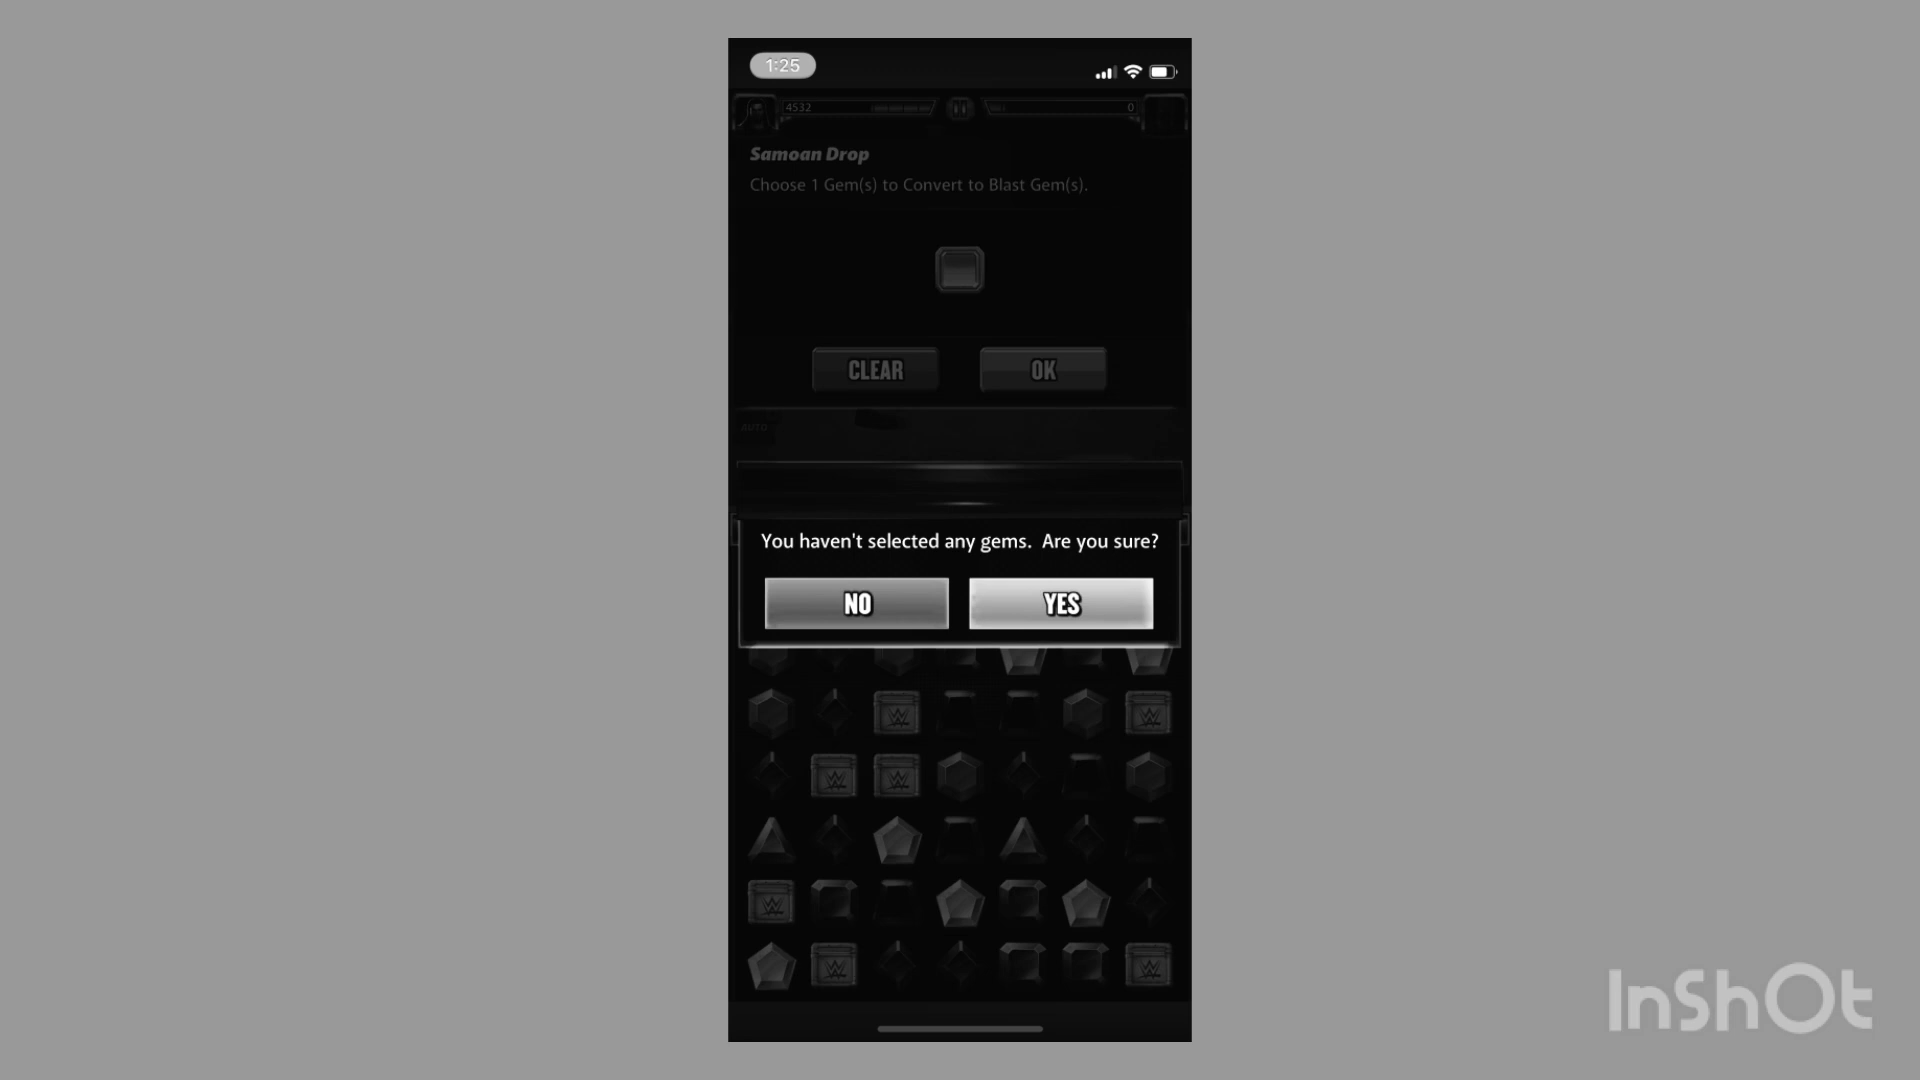 1:25
4532
0
Samoan Drop
Choose 1 Gem(s) to Convert to Blast Gem(s).
CLEAR
OK
AUTO
You haven't selected any gems. Are you sure?
NO
YES
W
W
W
W
W
W
W
InShOt